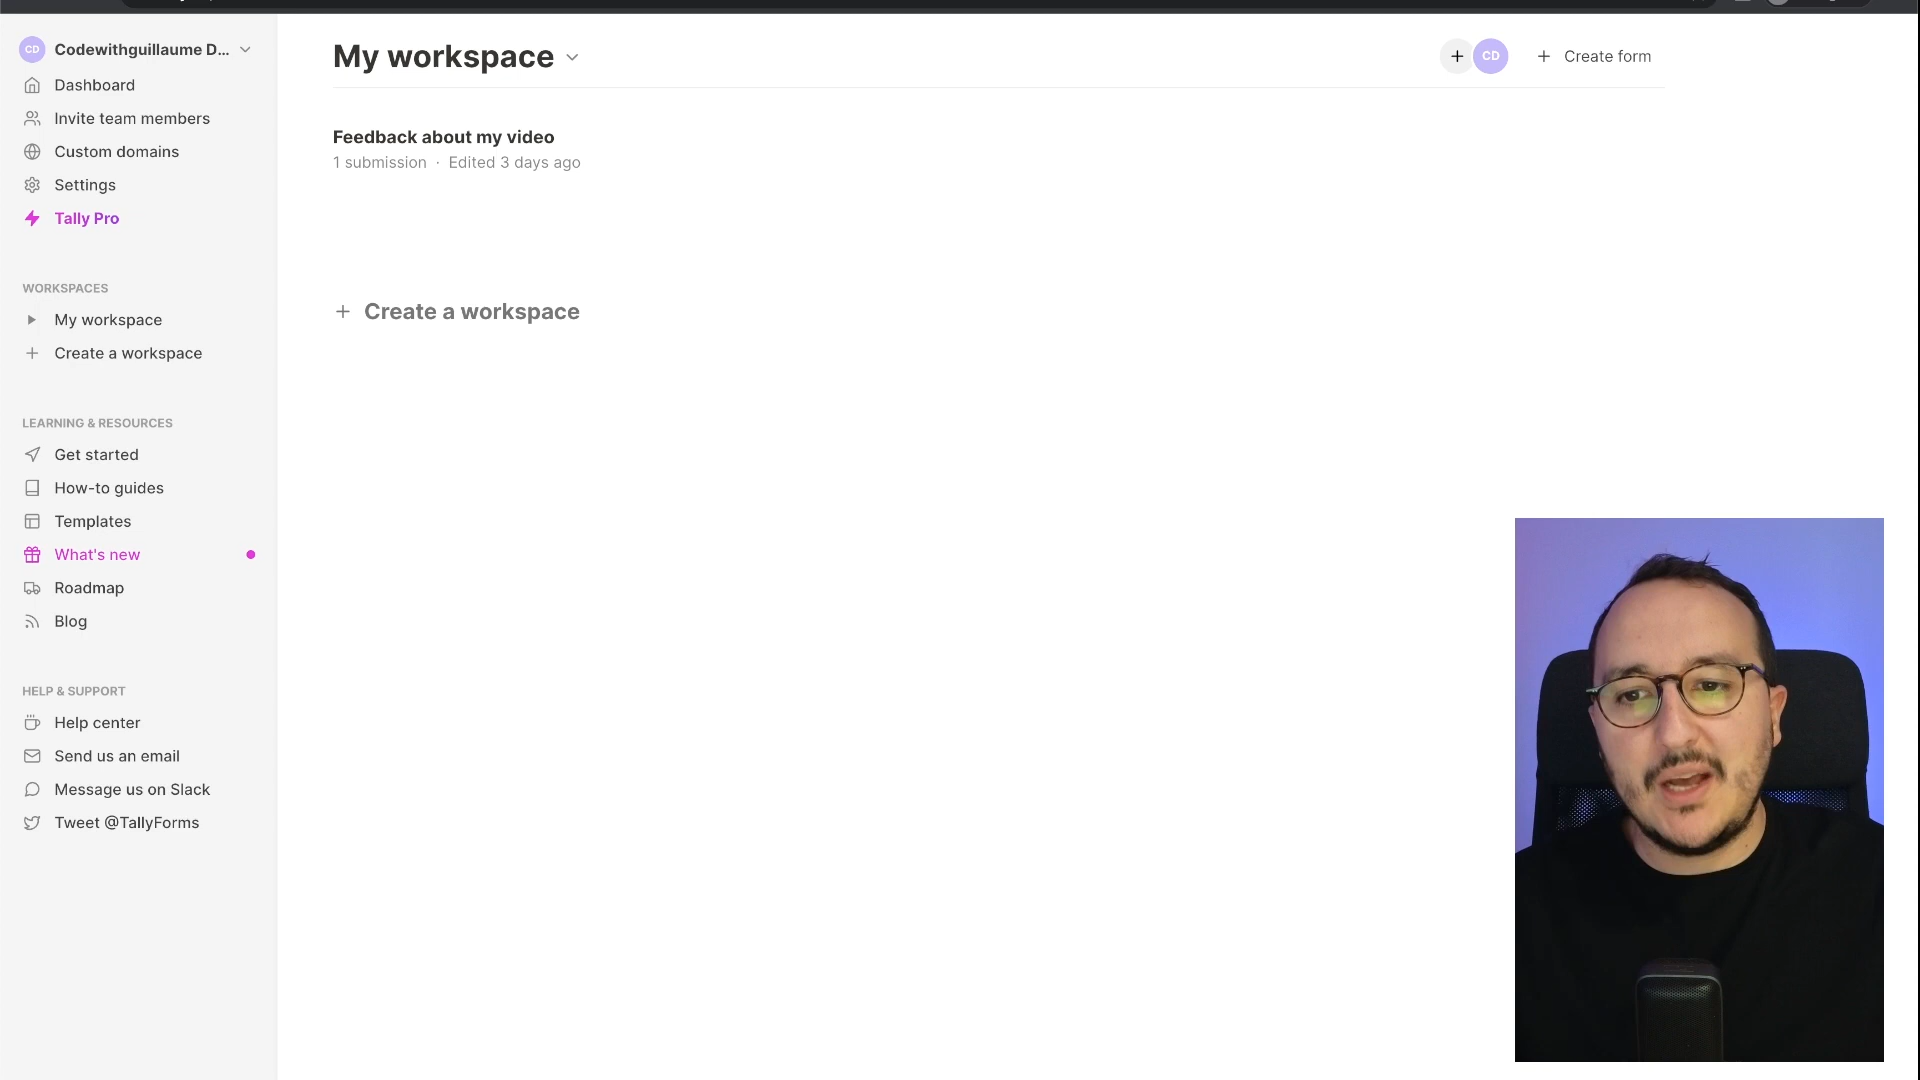 CD Codewithguillaume D...
Dashboard
Invite team members
Custom domains
Settings
Tally Pro
WORKSPACES
My workspace
Create a workspace
LEARNING & RESOURCES
Get started
How-to guides
Templates
What's new
Roadmap
Blog
HELP & SUPPORT
Help center
Send us an email
Message us on Slack
Tweet @TallyForms
My workspace
CD
Create form
Feedback about my video
1 submission · Edited 3 days ago
Create a workspace